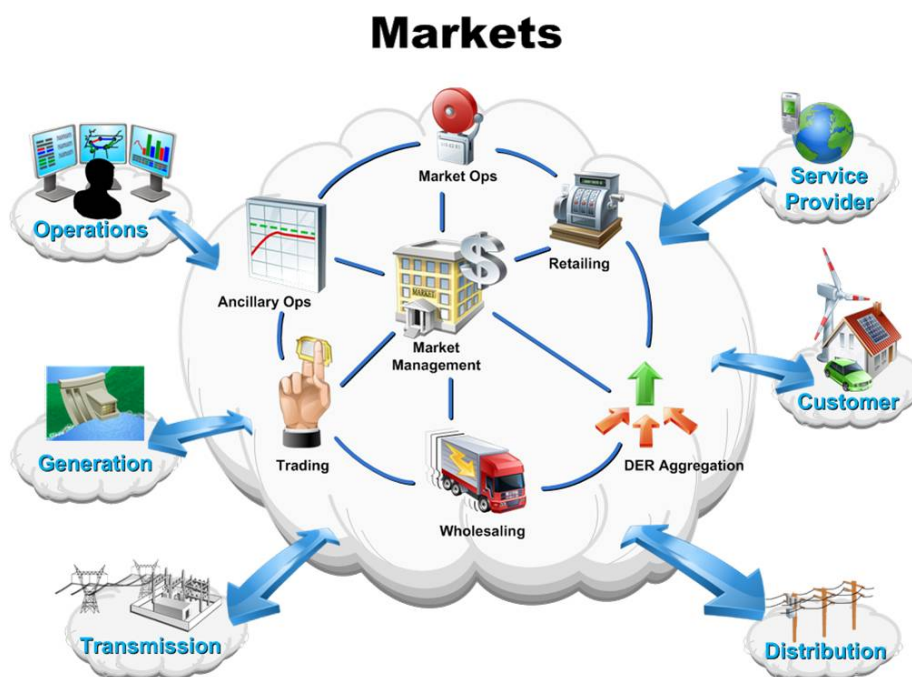 Markets
Market Ops
Operations
Service
Provider
Retailing
Ancillary Ops
MARKET
$
Market
Management
Customer
Generation
Trading
DER Aggregation
Wholesaling
Transmission
Distribution